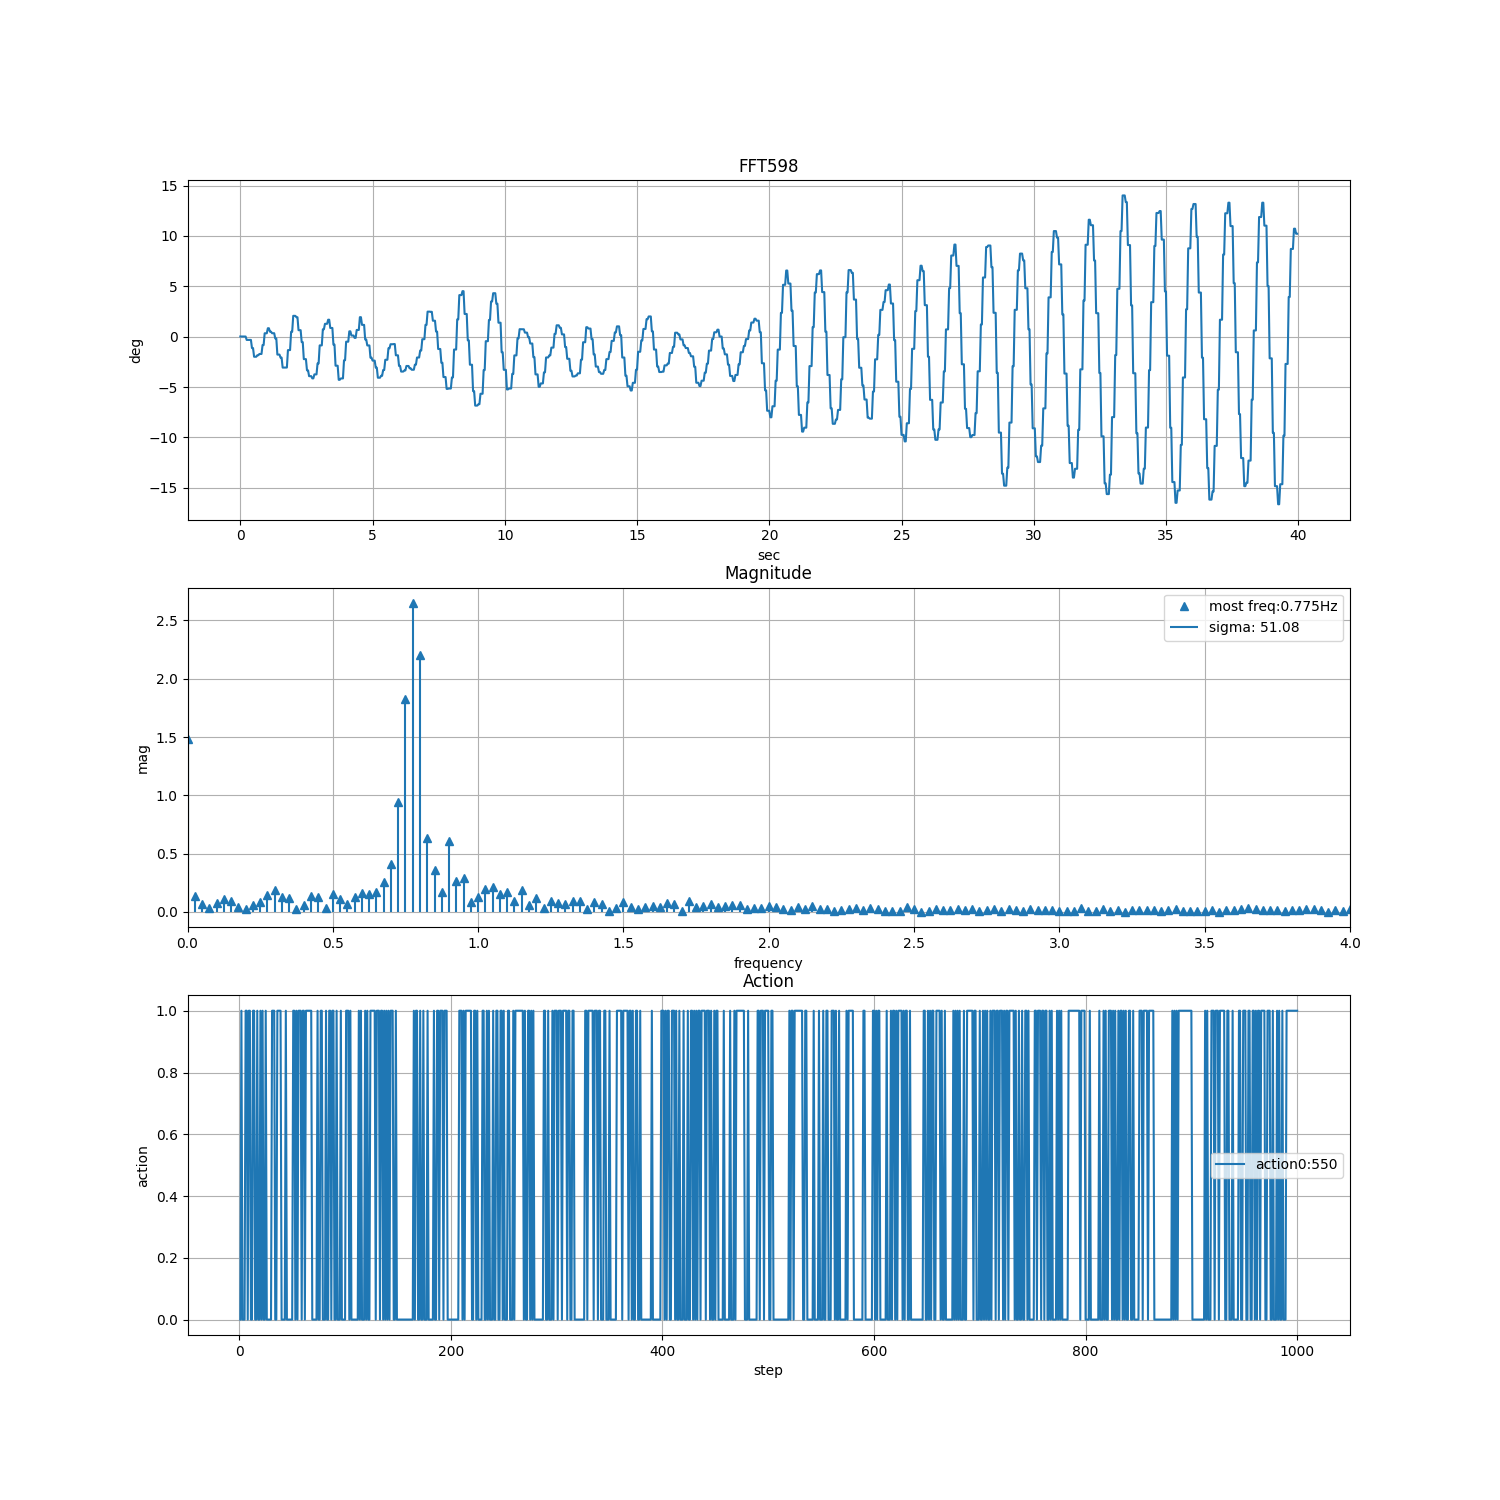 FFT598
15
10
5
0
−5
−10
−15
deg
0 5 10 15 20 25 30 35 40
sec
Magnitude
most freq:0.775Hz
sigma: 51.08
2.5
2.0
1.5
1.0
0.5
0.0
mag
0.0 0.5 1.0 1.5 2.0 2.5 3.0 3.5 4.0
frequency
Action
1.0
0.8
0.6
0.4
0.2
0.0
action
action0:550
0 200 400 600 800 1000
step